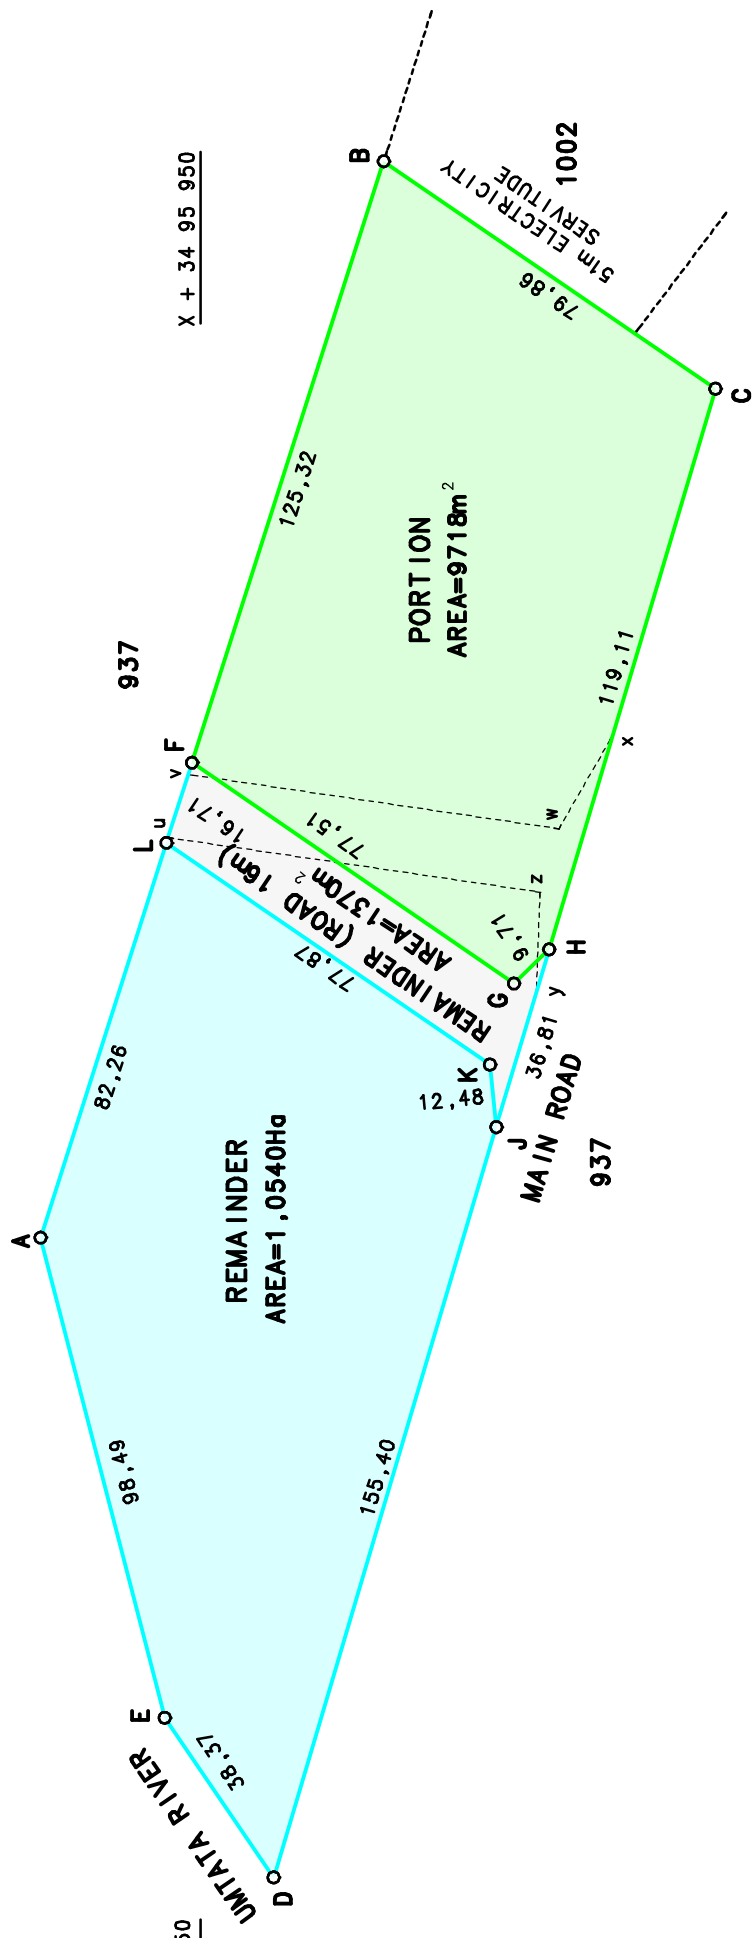 X + 34 95 950
B
1002
51m ELECTRICITY
SERVITUDE
79,86
C
125,32
PORTION
AREA=9718m²
119,11
937
F
v
L
u
16,71
77,51
w
x
z
REMAINDER (ROAD 16m)
AREA=1370m²
77,87
9,71
G
H
y
K
36,81
12,48
J
MAIN ROAD
937
82,26
A
REMAINDER
AREA=1,0540Ha
98,49
155,40
E
38,37
UMTATA RIVER
D
50